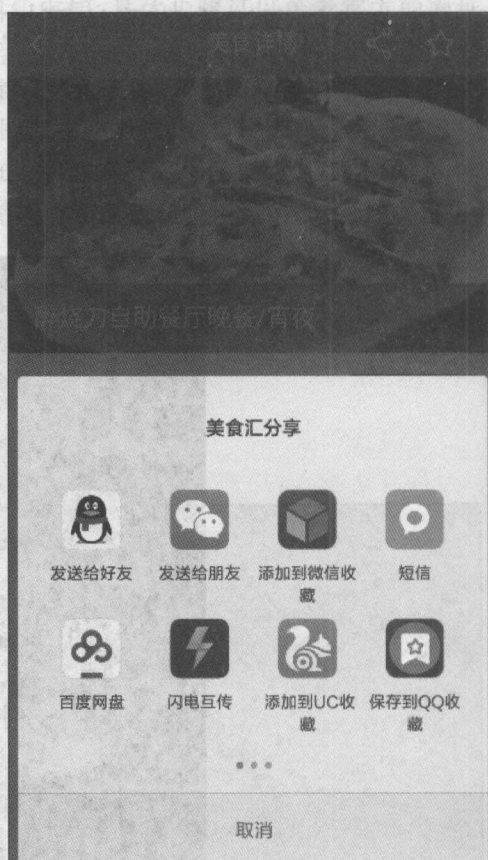 美食详情
醉烧刀自助餐厅晚餐/宵夜
美食汇分享
发送给好友
发送给朋友
添加到微信收
藏
短信
百度网盘
闪电互传
添加到UC收
藏
保存到QQ收
藏
取消